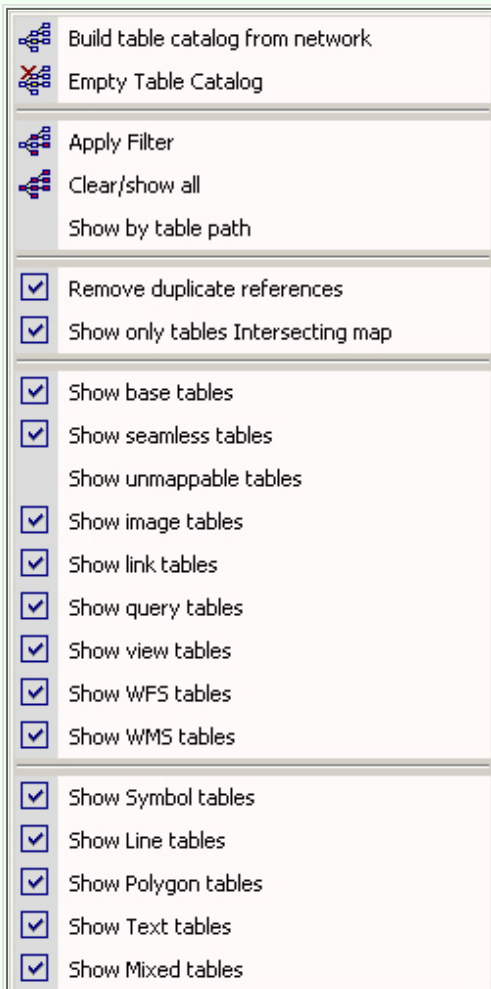 Build table catalog from network
Empty Table Catalog
Apply Filter
Clear/show all
Show by table path
Remove duplicate references
Show only tables Intersecting map
Show base tables
Show seamless tables
Show unmappable tables
Show image tables
Show link tables
Show query tables
Show view tables
Show WFS tables
Show WMS tables
Show Symbol tables
Show Line tables
Show Polygon tables
Show Text tables
Show Mixed tables